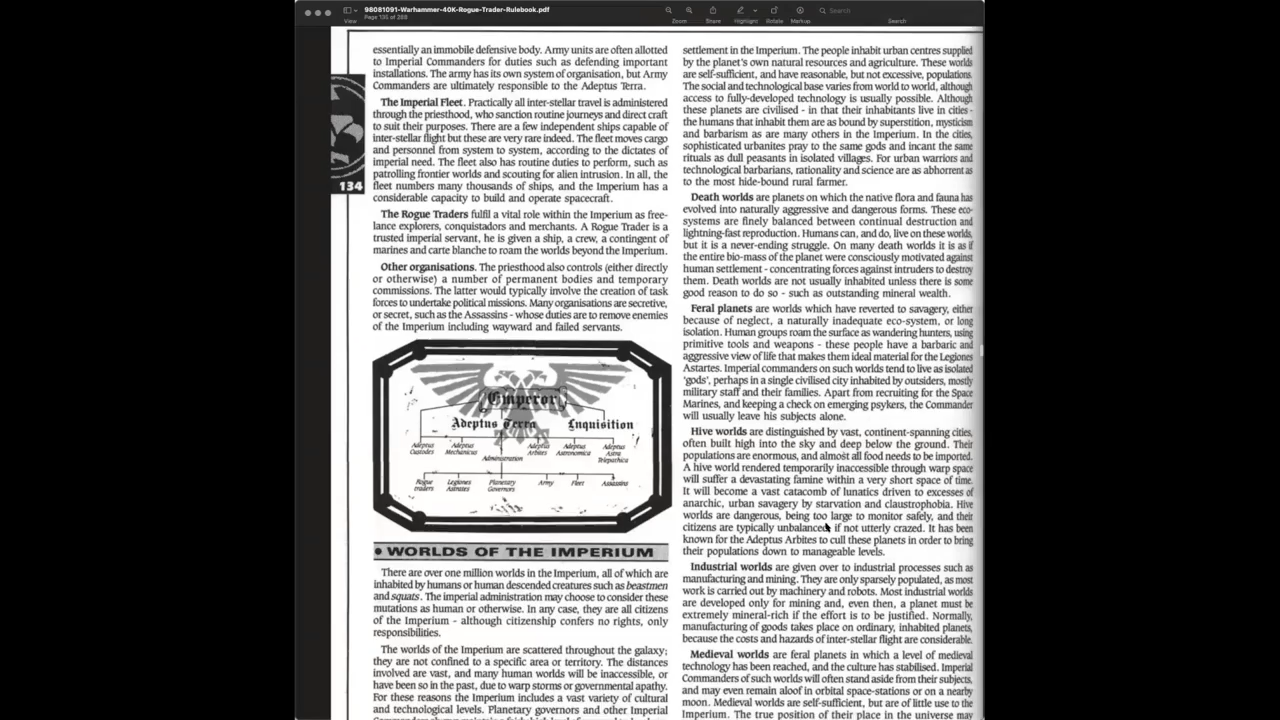 98081091-Warhammer-40K-Rogue-Trader-Rulebook.pdf
Page 135 of 288
View
Zoom
Share
Highlight
Rotate
Markup
Search
Search
essentially an immobile defensive body. Army units are often allotted
to Imperial Commanders for duties such as defending important
installations. The army has its own system of organisation, but Army
Commanders are ultimately responsible to the Adeptus Terra.
The Imperial Fleet. Practically all inter-stellar travel is administered
through the priesthood, who sanction routine journeys and direct craft
to suit their purposes. There are a few independent ships capable of
inter-stellar flight but these are very rare indeed. The fleet moves cargo
and personnel from system to system, according to the dictates of
imperial need. The fleet also has routine duties to perform, such as
patrolling frontier worlds and scouting for alien intrusion. In all, the
fleet numbers many thousands of ships, and the Imperium has a
considerable capacity to build and operate spacecraft.
134
The Rogue Traders fulfil a vital role within the Imperium as free-
lance explorers, conquistadors and merchants. A Rogue Trader is a
trusted imperial servant, he is given a ship, a crew, a contingent of
marines and carte blanche to roam the worlds beyond the Imperium.
Other organisations. The priesthood also controls (either directly
or otherwise) a number of permanent bodies and temporary
commissions. The latter would typically involve the creation of task
forces to undertake political missions. Many organisations are secretive,
or secret, such as the Assassins - whose duties are to remove enemies
of the Imperium including wayward and failed servants.
Emperor
Adeptus Terra Inquisition
Adeptus Custodes
Adeptus Mechanicus
Adeptus Arbites
Adeptus Astronomica
Adeptus Astra Telepathica
Administration
Rogue traders
Legiones Astrates
Planetary Governors
Army
Fleet
Assassins
• WORLDS OF THE IMPERIUM
There are over one million worlds in the Imperium, all of which are
inhabited by humans or human descended creatures such as beastmen
and squats. The imperial administration may choose to consider these
mutations as human or otherwise. In any case, they are all citizens
of the Imperium - although citizenship confers no rights, only
responsibilities.
The worlds of the Imperium are scattered throughout the galaxy;
they are not confined to a specific area or territory. The distances
involved are vast, and many human worlds will be inaccessible, or
have been so in the past, due to warp storms or governmental apathy.
For these reasons the Imperium includes a vast variety of cultural
and technological levels. Planetary governors and other Imperial
settlement in the Imperium. The people inhabit urban centres supplied
by the planet's own natural resources and agriculture. These worlds
are self-sufficient, and have reasonable, but not excessive, populations.
The social and technological base varies from world to world, although
access to fully-developed technology is usually possible. Although
these planets are civilised - in that their inhabitants live in cities -
the humans that inhabit them are as bound by superstition, mysticism
and barbarism as are many others in the Imperium. In the cities,
sophisticated urbanites pray to the same gods and incant the same
rituals as dull peasants in isolated villages. For urban warriors and
technological barbarians, rationality and science are as abhorrent as
to the most hide-bound rural farmer.
Death worlds are planets on which the native flora and fauna has
evolved into naturally aggressive and dangerous forms. These eco-
systems are finely balanced between continual destruction and
lightning-fast reproduction. Humans can, and do, live on these worlds,
but it is a never-ending struggle. On many death worlds it is as if
the entire bio-mass of the planet were consciously motivated against
human settlement - concentrating forces against intruders to destroy
them. Death worlds are not usually inhabited unless there is some
good reason to do so - such as outstanding mineral wealth.
Feral planets are worlds which have reverted to savagery, either
because of neglect, a naturally inadequate eco-system, or long
isolation. Human groups roam the surface as wandering hunters, using
primitive tools and weapons - these people have a barbaric and
aggressive view of life that makes them ideal material for the Legiones
Astartes. Imperial commanders on such worlds tend to live as isolated
'gods', perhaps in a single civilised city inhabited by outsiders, mostly
military staff and their families. Apart from recruiting for the Space
Marines, and keeping a check on emerging psykers, the Commander
will usually leave his subjects alone.
Hive worlds are distinguished by vast, continent-spanning cities,
often built high into the sky and deep below the ground. Their
populations are enormous, and almost all food needs to be imported.
A hive world rendered temporarily inaccessible through warp space
will suffer a devastating famine within a very short space of time.
It will become a vast catacomb of lunatics driven to excesses of
anarchic, urban savagery by starvation and claustrophobia. Hive
worlds are dangerous, being too large to monitor safely, and their
citizens are typically unbalanced, if not utterly crazed. It has been
known for the Adeptus Arbites to cull these planets in order to bring
their populations down to manageable levels.
Industrial worlds are given over to industrial processes such as
manufacturing and mining. They are only sparsely populated, as most
work is carried out by machinery and robots. Most industrial worlds
are developed only for mining and, even then, a planet must be
extremely mineral-rich if the effort is to be justified. Normally,
manufacturing of goods takes place on ordinary, inhabited planets,
because the costs and hazards of inter-stellar flight are considerable.
Medieval worlds are feral planets in which a level of medieval
technology has been reached, and the culture has stabilised. Imperial
Commanders of such worlds will often stand aside from their subjects,
and may even remain aloof in orbital space-stations or on a nearby
moon. Medieval worlds are self-sufficient, but are of little use to the
Imperium. The true position of their place in the universe may